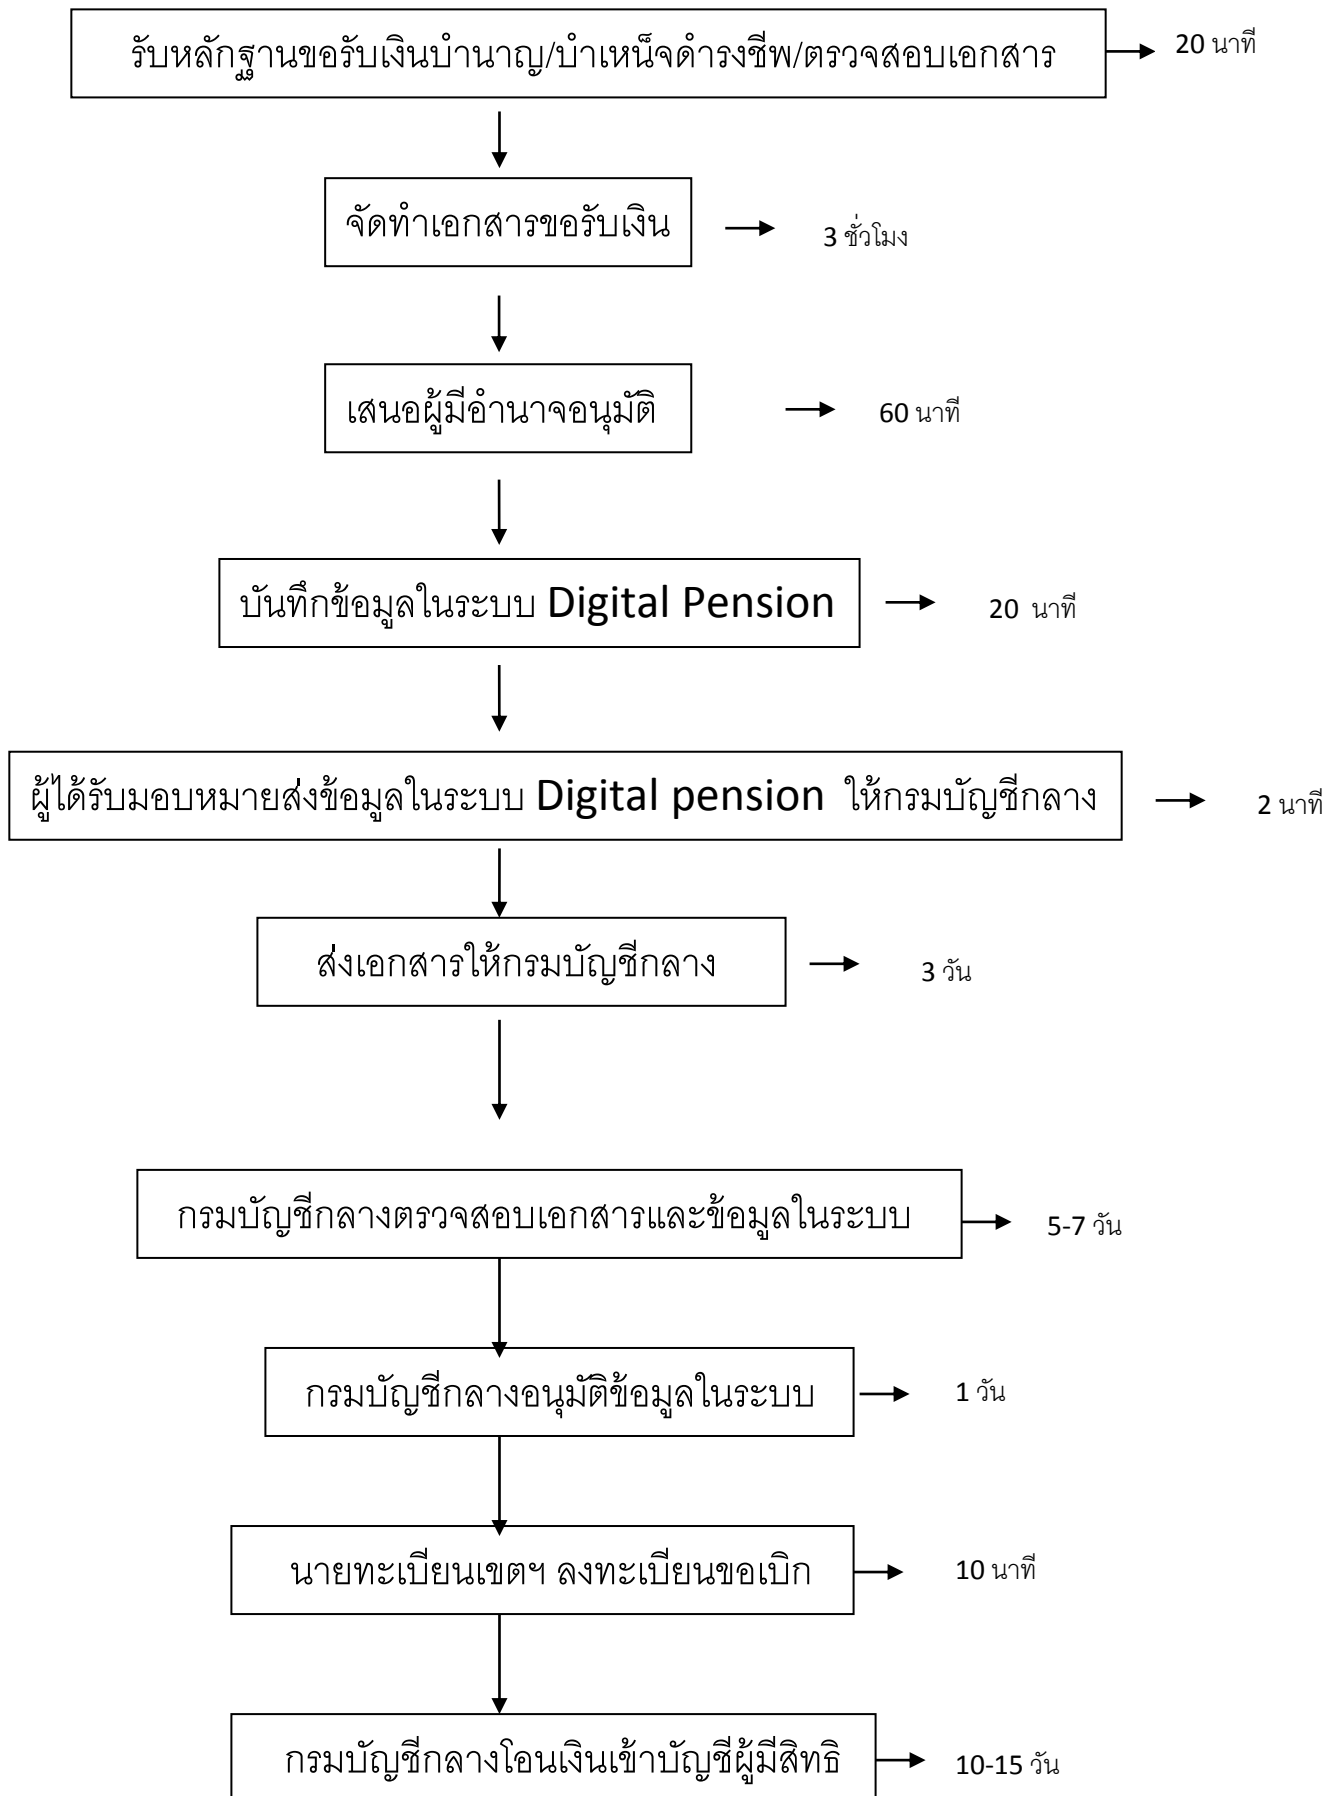 รับหลักฐานขอรับเงินบำนาญ/บำเหน็จดำรงชีพ/ตรวจสอบเอกสาร 20 นาที
จัดทำเอกสารขอรับเงิน 3 ชั่วโมง
เสนอผู้มีอำนาจอนุมัติ 60 นาที
บันทึกข้อมูลในระบบ Digital Pension 20 นาที
ผู้ได้รับมอบหมายส่งข้อมูลในระบบ Digital pension ให้กรมบัญชีกลาง 2 นาที
ส่งเอกสารให้กรมบัญชีกลาง 3 วัน
กรมบัญชีกลางตรวจสอบเอกสารและข้อมูลในระบบ 5-7 วัน
กรมบัญชีกลางอนุมัติข้อมูลในระบบ 1 วัน
นายทะเบียนเขตฯ ลงทะเบียนขอเบิก 10 นาที
กรมบัญชีกลางโอนเงินเข้าบัญชีผู้มีสิทธิ 10-15 วัน